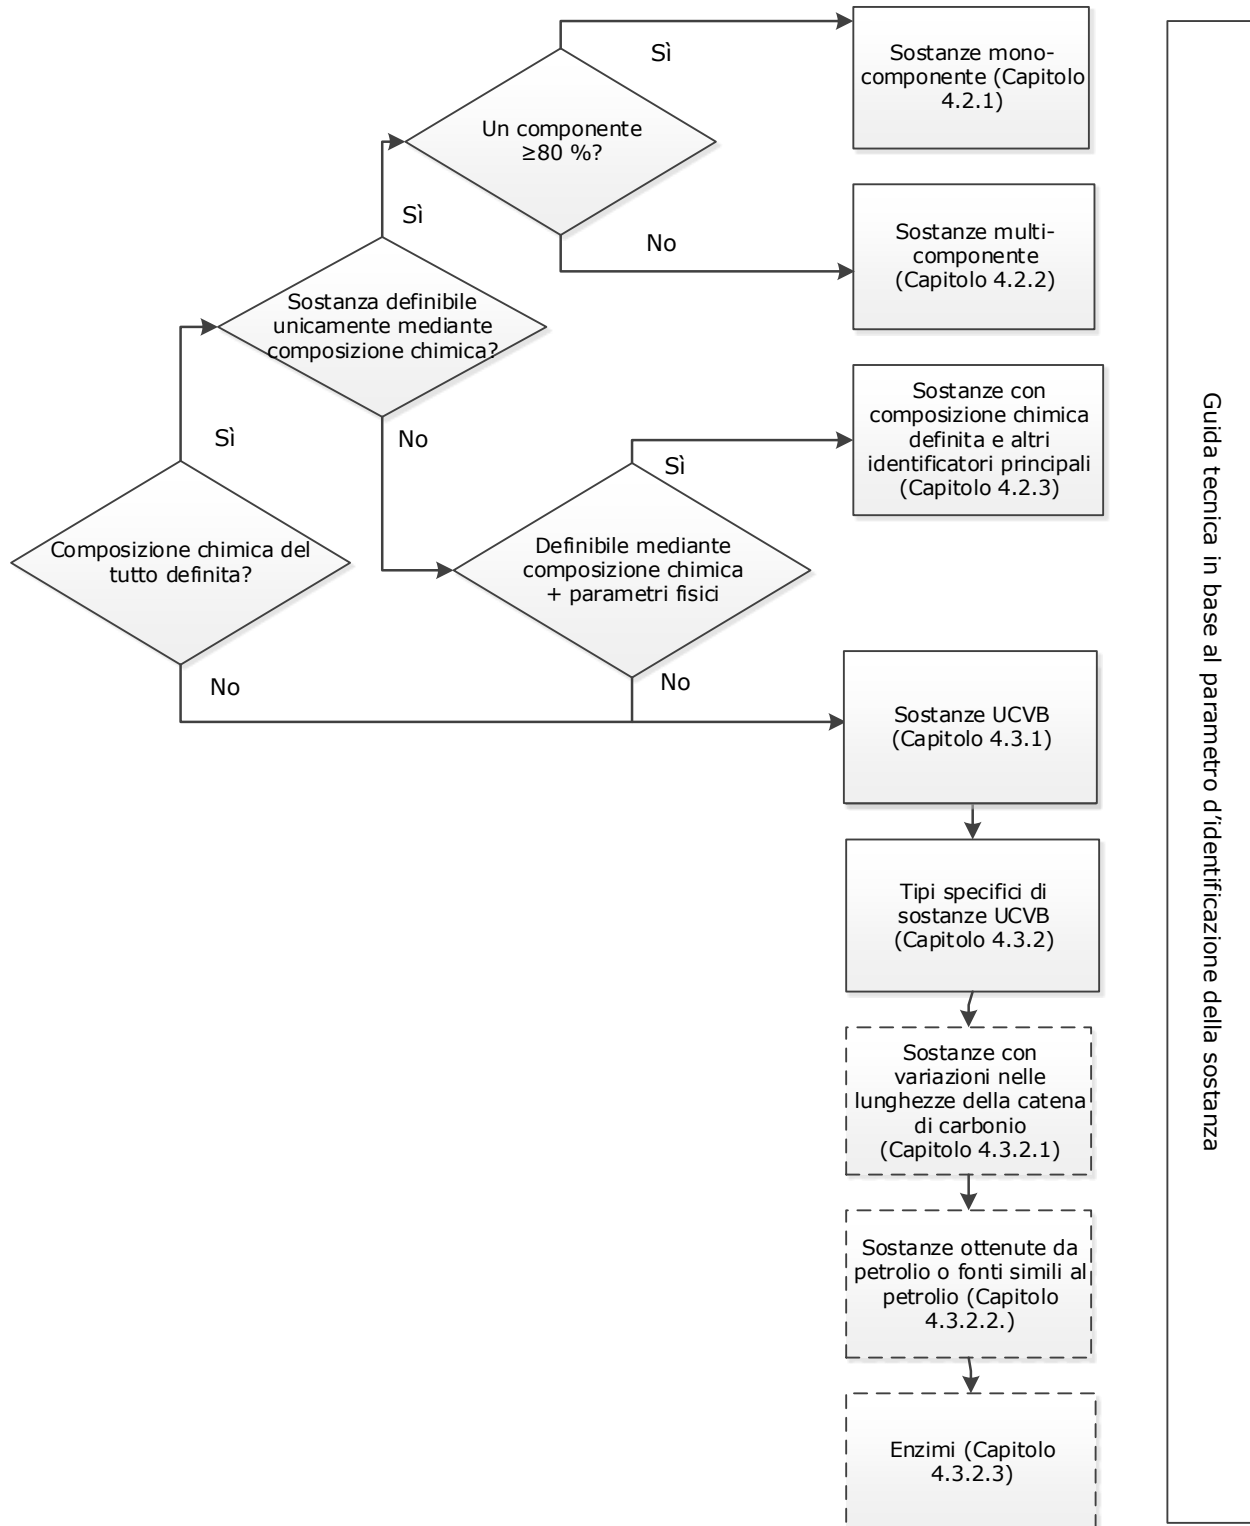 Sì
Sostanze mono-
componente (Capitolo
4.2.1)
Un componente
≥80 %?
Sì
No
Sostanze multi-
componente
(Capitolo 4.2.2)
Sostanza definibile
unicamente mediante
composizione chimica?
Sì
No
Sì
Sostanze con
composizione chimica
definita e altri
identificatori principali
(Capitolo 4.2.3)
Composizione chimica del
tutto definita?
Definibile mediante
composizione chimica
+ parametri fisici
No
No
Sostanze UCVB
(Capitolo 4.3.1)
Tipi specifici di
sostanze UCVB
(Capitolo 4.3.2)
Sostanze con
variazioni nelle
lunghezze della catena
di carbonio
(Capitolo 4.3.2.1)
Sostanze ottenute da
petrolio o fonti simili al
petrolio (Capitolo
4.3.2.2.)
Enzimi (Capitolo
4.3.2.3)
Guida tecnica in base al parametro d'identificazione della sostanza